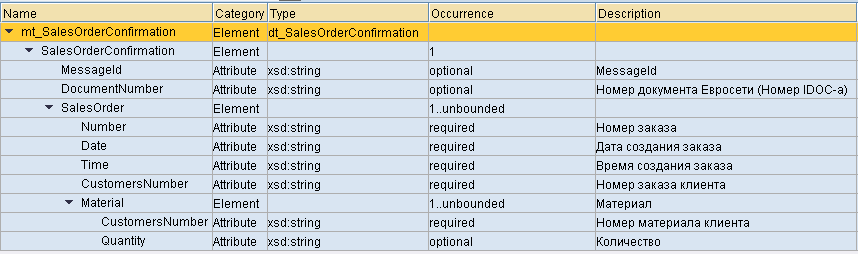 Name Category Type Occurrence Description
mt_SalesOrderConfirmation Element dt_SalesOrderConfirmation
SalesOrderConfirmation Element 1
MessageId Attribute xsd:string optional MessageId
DocumentNumber Attribute xsd:string optional Номер документа Евросети (Номер IDOC-а)
SalesOrder Element 1..unbounded
Number Attribute xsd:string required Номер заказа
Date Attribute xsd:string required Дата создания заказа
Time Attribute xsd:string required Время создания заказа
CustomersNumber Attribute xsd:string required Номер заказа клиента
Material Element 1..unbounded Материал
CustomersNumber Attribute xsd:string required Номер материала клиента
Quantity Attribute xsd:string optional Количество